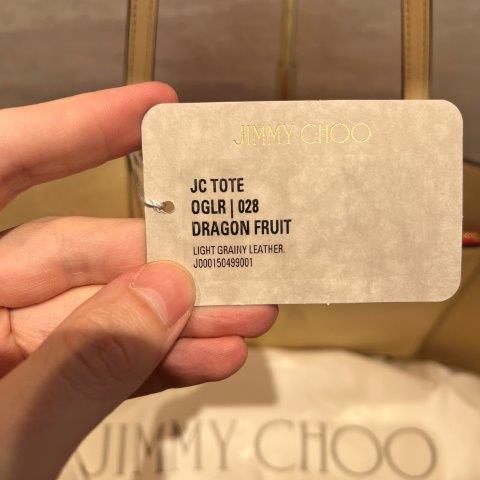 JIMMY CHOO
JC TOTE
OGLR | 028
DRAGON FRUIT
LIGHT GRAINY LEATHER.
J000150499001
JIMMY CHOO